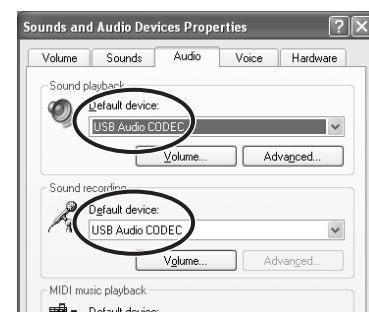 Sounds and Audio Devices Properties
Volume Sounds Audio Voice Hardware
Sound playback
Default device:
USB Audio CODEC
Volume... Advanced...
Sound recording
Default device:
USB Audio CODEC
Volume... Advanced...
MIDI music playback
Default device: